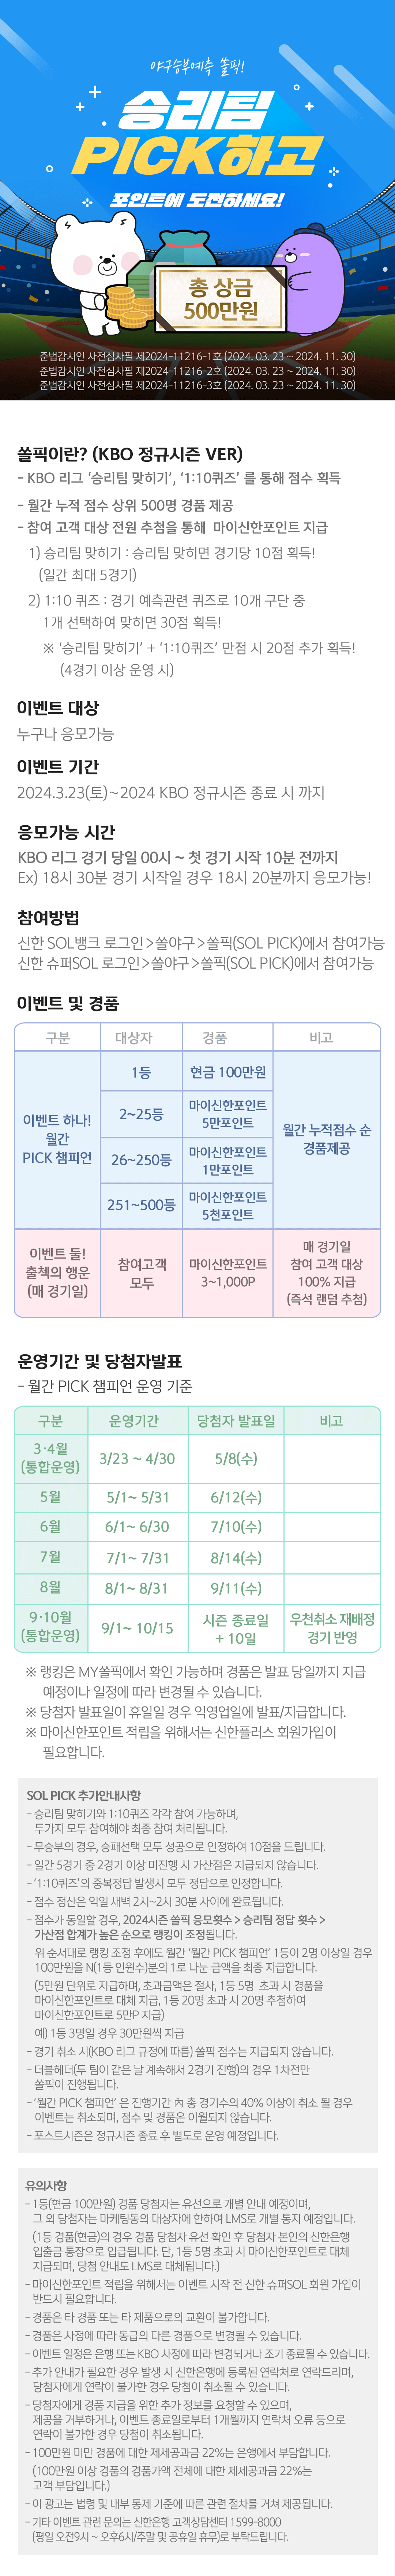 야구승부예측 쏠픽!
승리팀
PICK하고
포인트에 도전하세요!
총 상금
500만원
준법감시인 사전심사필 제2024-11216-1호 (2024. 03. 23 ~ 2024. 11. 30)
준법감시인 사전심사필 제2024-11216-2호 (2024. 03. 23 ~ 2024. 11. 30)
준법감시인 사전심사필 제2024-11216-3호 (2024. 03. 23 ~ 2024. 11. 30)
쏠픽이란? (KBO 정규시즌 VER)
- KBO 리그 ‘승리팀 맞히기’, ‘1:10퀴즈’ 를 통해 점수 획득
- 월간 누적 점수 상위 500명 경품 제공
- 참여 고객 대상 전원 추첨을 통해 마이신한포인트 지급
1) 승리팀 맞히기 : 승리팀 맞히면 경기당 10점 획득!
(일간 최대 5경기)
2) 1:10 퀴즈 : 경기 예측관련 퀴즈로 10개 구단 중
1개 선택하여 맞히면 30점 획득!
※ ‘승리팀 맞히기’ + ‘1:10퀴즈’ 만점 시 20점 추가 획득!
(4경기 이상 운영 시)
이벤트 대상
누구나 응모가능
이벤트 기간
2024.3.23(토)~2024 KBO 정규시즌 종료 시 까지
응모가능 시간
KBO 리그 경기 당일 00시 ~ 첫 경기 시작 10분 전까지
Ex) 18시 30분 경기 시작일 경우 18시 20분까지 응모가능!
참여방법
신한 SOL뱅크 로그인>쏠야구>쏠픽(SOL PICK)에서 참여가능
신한 슈퍼SOL 로그인>쏠야구>쏠픽(SOL PICK)에서 참여가능
이벤트 및 경품
구분 대상자 경품 비고
이벤트 하나!
월간
PICK 챔피언
1등 현금 100만원
2~25등 마이신한포인트
5만포인트
26~250등 마이신한포인트
1만포인트
251~500등 마이신한포인트
5천포인트
월간 누적점수 순
경품제공
이벤트 둘!
출첵의 행운
(매 경기일)
참여고객
모두
마이신한포인트
3~1,000P
매 경기일
참여 고객 대상
100% 지급
(즉석 랜덤 추첨)
운영기간 및 당첨자발표
- 월간 PICK 챔피언 운영 기준
구분 운영기간 당첨자 발표일 비고
3·4월
(통합운영)
3/23 ~ 4/30 5/8(수)
5월 5/1~ 5/31 6/12(수)
6월 6/1~ 6/30 7/10(수)
7월 7/1~ 7/31 8/14(수)
8월 8/1~ 8/31 9/11(수)
9·10월
(통합운영)
9/1~ 10/15
시즌 종료일
+ 10일
우천취소 재배정
경기 반영
※ 랭킹은 MY쏠픽에서 확인 가능하며 경품은 발표 당일까지 지급
예정이나 일정에 따라 변경될 수 있습니다.
※ 당첨자 발표일이 휴일일 경우 익영업일에 발표/지급합니다.
※ 마이신한포인트 적립을 위해서는 신한플러스 회원가입이
필요합니다.
SOL PICK 추가안내사항
- 승리팀 맞히기와 1:10퀴즈 각각 참여 가능하며,
두가지 모두 참여해야 최종 참여 처리됩니다.
- 무승부의 경우, 승패선택 모두 성공으로 인정하여 10점을 드립니다.
- 일간 5경기 중 2경기 이상 미진행 시 가산점은 지급되지 않습니다.
- ‘1:10퀴즈’의 중복정답 발생시 모두 정답으로 인정합니다.
- 점수 정산은 익일 새벽 2시~2시 30분 사이에 완료됩니다.
- 점수가 동일할 경우, 2024시즌 쏠픽 응모횟수 > 승리팀 정답 횟수 >
가산점 합계가 높은 순으로 랭킹이 조정됩니다.
위 순서대로 랭킹 조정 후에도 월간 ‘월간 PICK 챔피언’ 1등이 2명 이상일 경우
100만원을 N(1등 인원수)분의 1로 나눈 금액을 최종 지급합니다.
(5만원 단위로 지급하며, 초과금액은 절사, 1등 5명 초과 시 경품을
마이신한포인트로 대체 지급, 1등 20명 초과 시 20명 추첨하여
마이신한포인트로 5만P 지급)
예) 1등 3명일 경우 30만원씩 지급
- 경기 취소 시(KBO 리그 규정에 따름) 쏠픽 점수는 지급되지 않습니다.
- 더블헤더(두 팀이 같은 날 계속해서 2경기 진행)의 경우 1차전만
쏠픽이 진행됩니다.
- ‘월간 PICK 챔피언’ 은 진행기간 內 총 경기수의 40% 이상이 취소 될 경우
이벤트는 취소되며, 점수 및 경품은 이월되지 않습니다.
- 포스트시즌은 정규시즌 종료 후 별도로 운영 예정입니다.
유의사항
- 1등(현금 100만원) 경품 당첨자는 유선으로 개별 안내 예정이며,
그 외 당첨자는 마케팅동의 대상자에 한하여 LMS로 개별 통지 예정입니다.
(1등 경품(현금)의 경우 경품 당첨자 유선 확인 후 당첨자 본인의 신한은행
입출금 통장으로 입금됩니다. 단, 1등 5명 초과 시 마이신한포인트로 대체
지급되며, 당첨 안내도 LMS로 대체됩니다.)
- 마이신한포인트 적립을 위해서는 이벤트 시작 전 신한 슈퍼SOL 회원 가입이
반드시 필요합니다.
- 경품은 타 경품 또는 타 제품으로의 교환이 불가합니다.
- 경품은 사정에 따라 동급의 다른 경품으로 변경될 수 있습니다.
- 이벤트 일정은 은행 또는 KBO 사정에 따라 변경되거나 조기 종료될 수 있습니다.
- 추가 안내가 필요한 경우 발생 시 신한은행에 등록된 연락처로 연락드리며,
당첨자에게 연락이 불가한 경우 당첨이 취소될 수 있습니다.
- 당첨자에게 경품 지급을 위한 추가 정보를 요청할 수 있으며,
제공을 거부하거나, 이벤트 종료일로부터 1개월까지 연락처 오류 등으로
연락이 불가한 경우 당첨이 취소됩니다.
- 100만원 미만 경품에 대한 제세공과금 22%는 은행에서 부담합니다.
(100만원 이상 경품의 경품가액 전체에 대한 제세공과금 22%는
고객 부담입니다.)
- 이 광고는 법령 및 내부 통제 기준에 따른 관련 절차를 거쳐 제공됩니다.
- 기타 이벤트 관련 문의는 신한은행 고객상담센터 1599-8000
(평일 오전9시 ~ 오후6시/주말 및 공휴일 휴무)로 부탁드립니다.